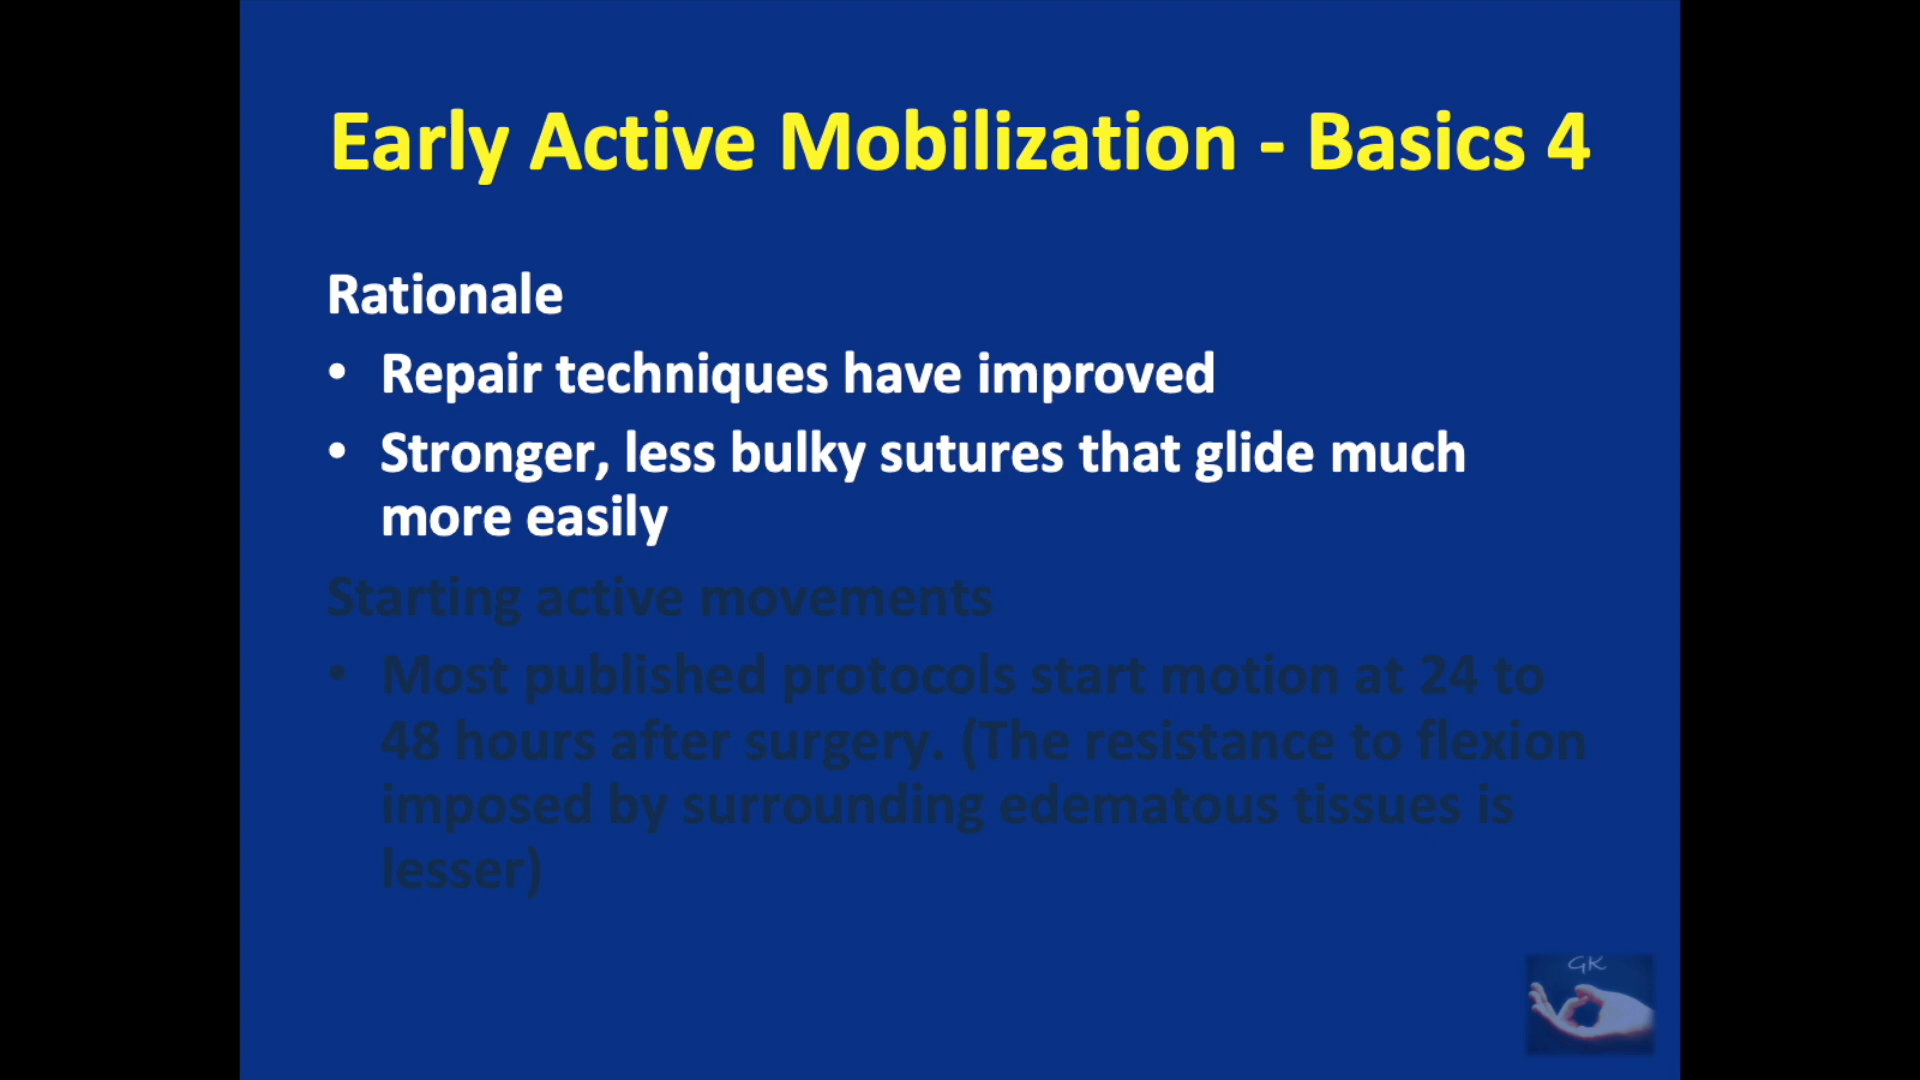 Early Active Mobilization - Basics 4
Rationale
• Repair techniques have improved
• Stronger, less bulky sutures that glide much
more easily
Starting active movements
• Most published protocols start motion at 24 to
48 hours after surgery. (The resistance to flexion
imposed by surrounding edematous tissues is
lesser)
GK